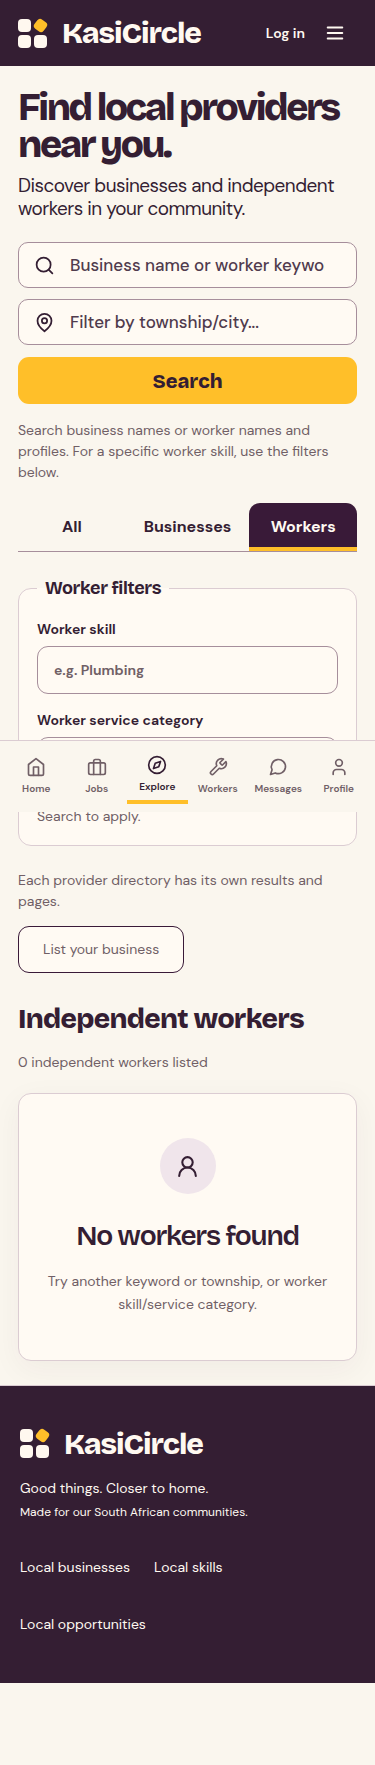 KasiCircle
Log in
Find local providers
near you.
Discover businesses and independent
workers in your community.
Business name or worker keywo
Filter by township/city...
Search
Search business names or worker names and
profiles. For a specific worker skill, use the filters
below.
All
Businesses
Workers
Worker filters
Worker skill
e.g. Plumbing
Worker service category
Home
Jobs
Explore
Workers
Messages
Profile
Search to apply.
Each provider directory has its own results and
pages.
List your business
Independent workers
0 independent workers listed
No workers found
Try another keyword or township, or worker
skill/service category.
KasiCircle
Good things. Closer to home.
Made for our South African communities.
Local businesses
Local skills
Local opportunities